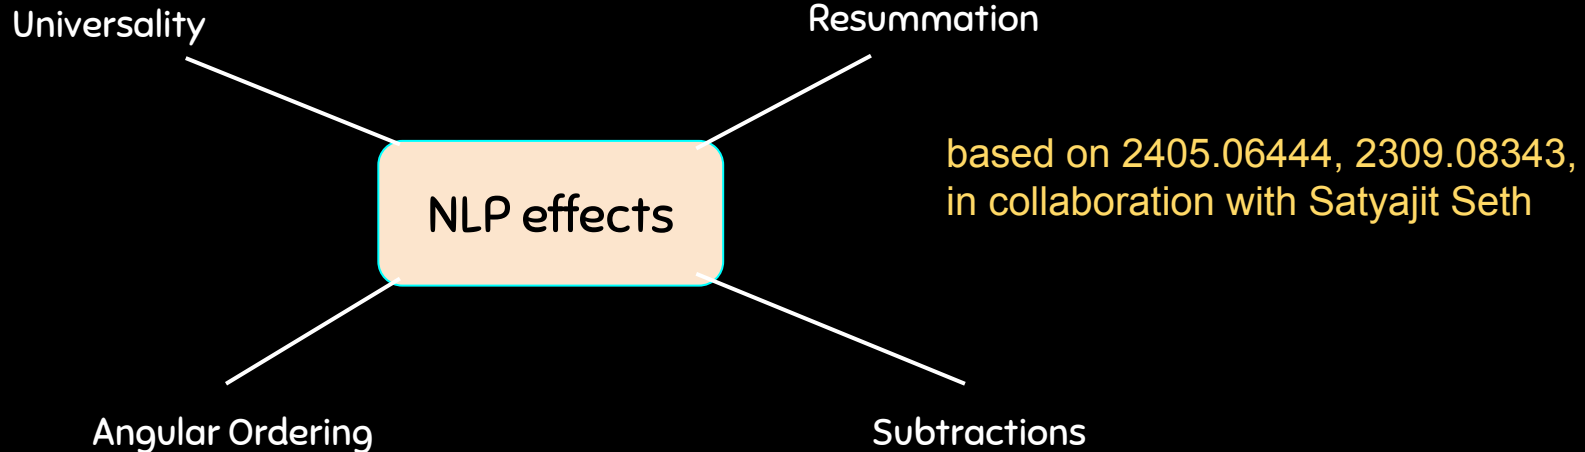 Universality
Resummation
based on 2405.06444, 2309.08343,
in collaboration with Satyajit Seth
NLP effects
Angular Ordering
Subtractions